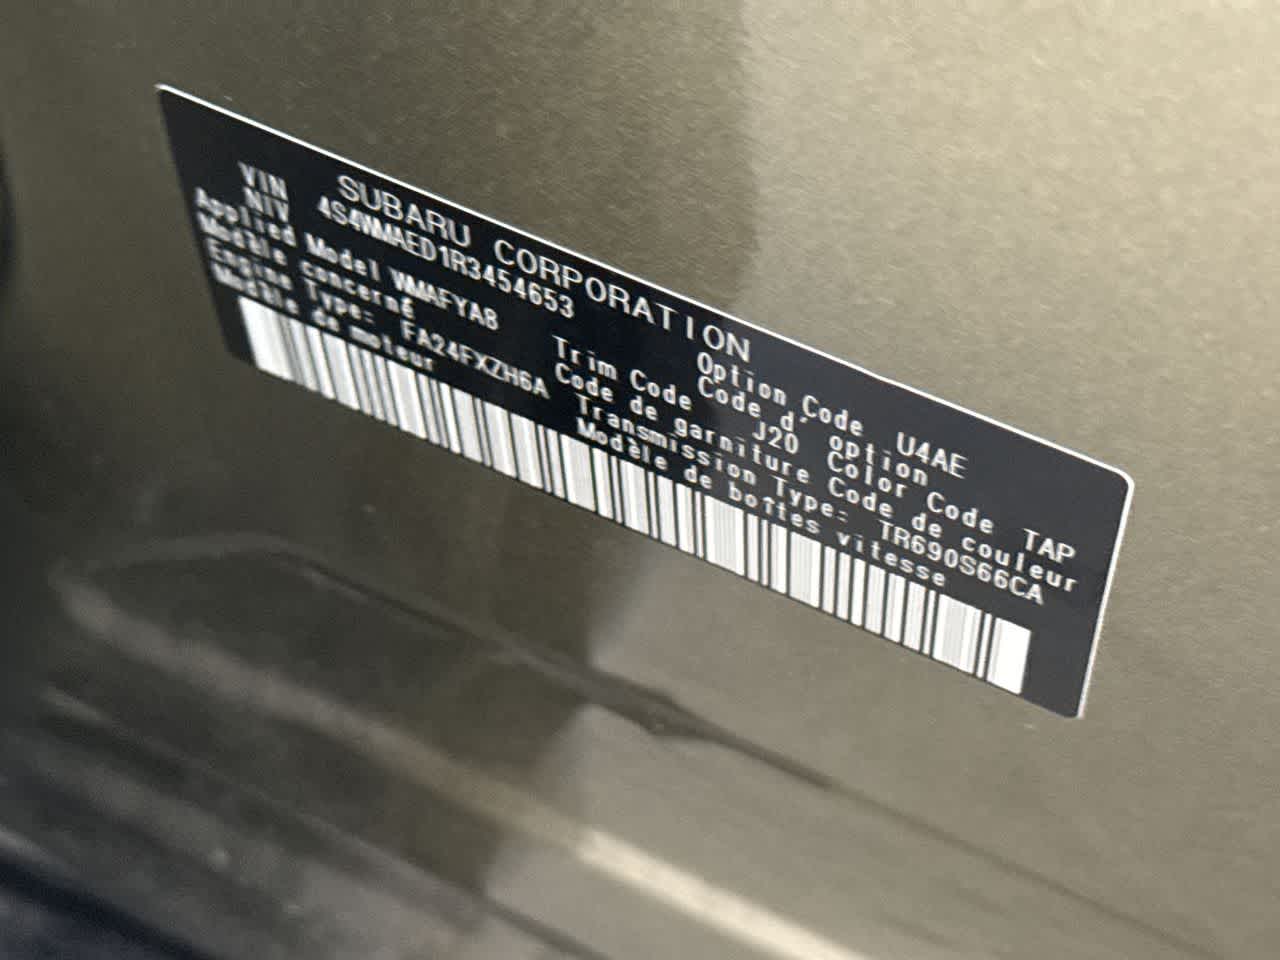 SUBARU CORPORATION
VIN
NIV 4S4WMAED1R3454653 Option Code U4AE
Code d'option
Applied Model WMAFYA8 Trim Code J20 Color Code TAP
Modèle concerné Code de garniture Code de couleur
Engine Type: FA24FXZH6A Transmission Type: TR690S66CA
Modèle de moteur Modèle de boîtes vitesse